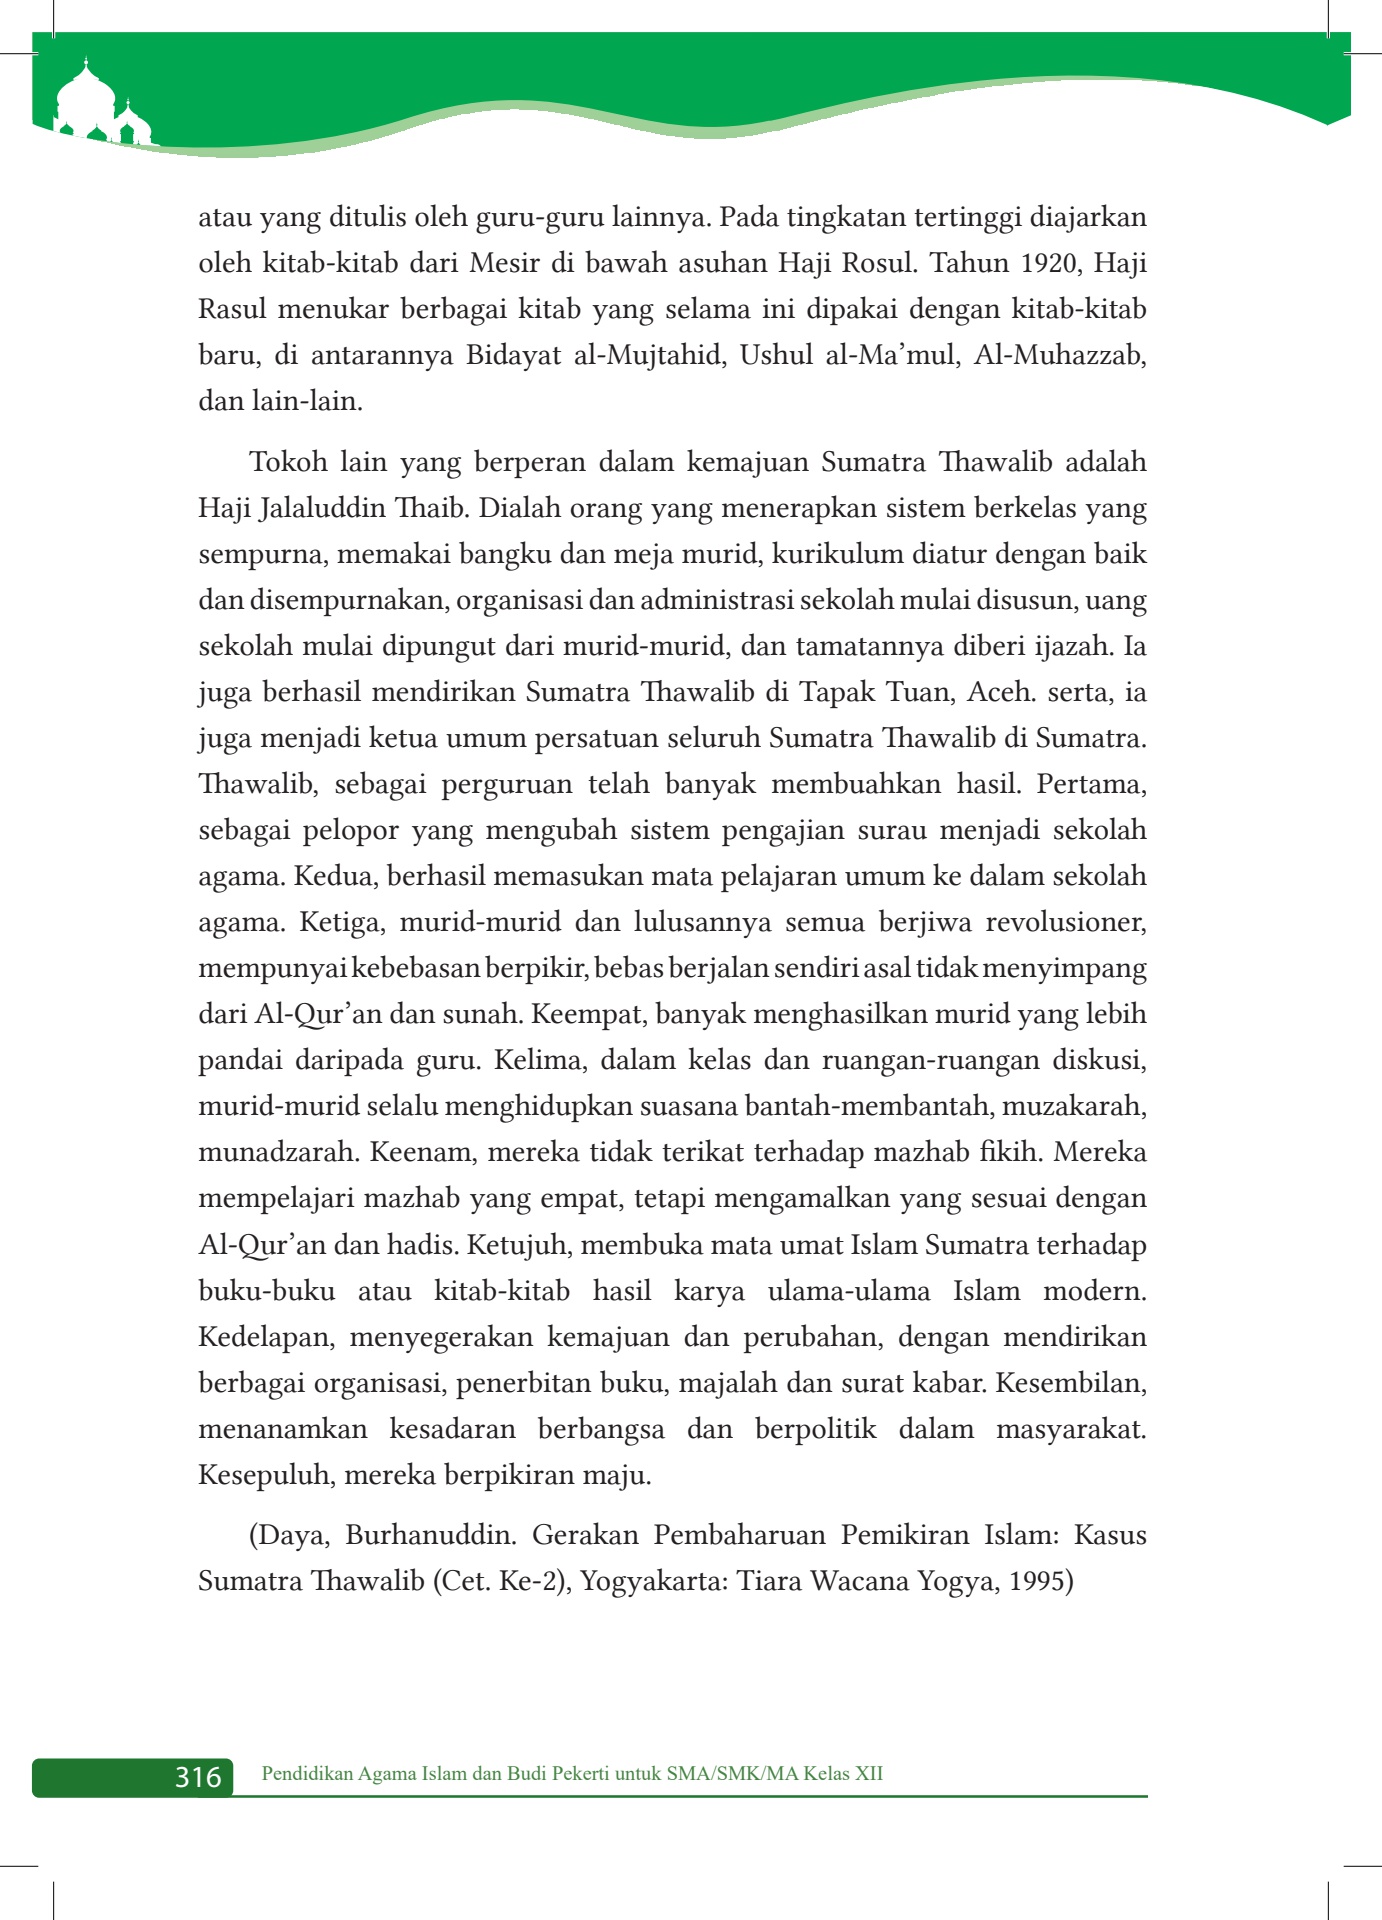 atau yang ditulis oleh guru-guru lainnya. Pada tingkatan tertinggi diajarkan
oleh kitab-kitab dari Mesir di bawah asuhan Haji Rosul. Tahun 1920, Haji
Rasul menukar berbagai kitab yang selama ini dipakai dengan kitab-kitab
baru, di antarannya Bidayat al-Mujtahid, Ushul al-Ma’mul, Al-Muhazzab,
dan lain-lain.
Tokoh lain yang berperan dalam kemajuan Sumatra Thawalib adalah
Haji Jalaluddin Thaib. Dialah orang yang menerapkan sistem berkelas yang
sempurna, memakai bangku dan meja murid, kurikulum diatur dengan baik
dan disempurnakan, organisasi dan administrasi sekolah mulai disusun, uang
sekolah mulai dipungut dari murid-murid, dan tamatannya diberi ijazah. Ia
juga berhasil mendirikan Sumatra Thawalib di Tapak Tuan, Aceh. serta, ia
juga menjadi ketua umum persatuan seluruh Sumatra Thawalib di Sumatra.
Thawalib, sebagai perguruan telah banyak membuahkan hasil. Pertama,
sebagai pelopor yang mengubah sistem pengajian surau menjadi sekolah
agama. Kedua, berhasil memasukan mata pelajaran umum ke dalam sekolah
agama. Ketiga, murid-murid dan lulusannya semua berjiwa revolusioner,
mempunyai kebebasan berpikir, bebas berjalan sendiri asal tidak menyimpang
dari Al-Qur’an dan sunah. Keempat, banyak menghasilkan murid yang lebih
pandai daripada guru. Kelima, dalam kelas dan ruangan-ruangan diskusi,
murid-murid selalu menghidupkan suasana bantah-membantah, muzakarah,
munadzarah. Keenam, mereka tidak terikat terhadap mazhab fikih. Mereka
mempelajari mazhab yang empat, tetapi mengamalkan yang sesuai dengan
Al-Qur’an dan hadis. Ketujuh, membuka mata umat Islam Sumatra terhadap
buku-buku atau kitab-kitab hasil karya ulama-ulama Islam modern.
Kedelapan, menyegerakan kemajuan dan perubahan, dengan mendirikan
berbagai organisasi, penerbitan buku, majalah dan surat kabar. Kesembilan,
menanamkan kesadaran berbangsa dan berpolitik dalam masyarakat.
Kesepuluh, mereka berpikiran maju.
(Daya, Burhanuddin. Gerakan Pembaharuan Pemikiran Islam: Kasus
Sumatra Thawalib (Cet. Ke-2), Yogyakarta: Tiara Wacana Yogya, 1995)
316 Pendidikan Agama Islam dan Budi Pekerti untuk SMA/SMK/MA Kelas XII